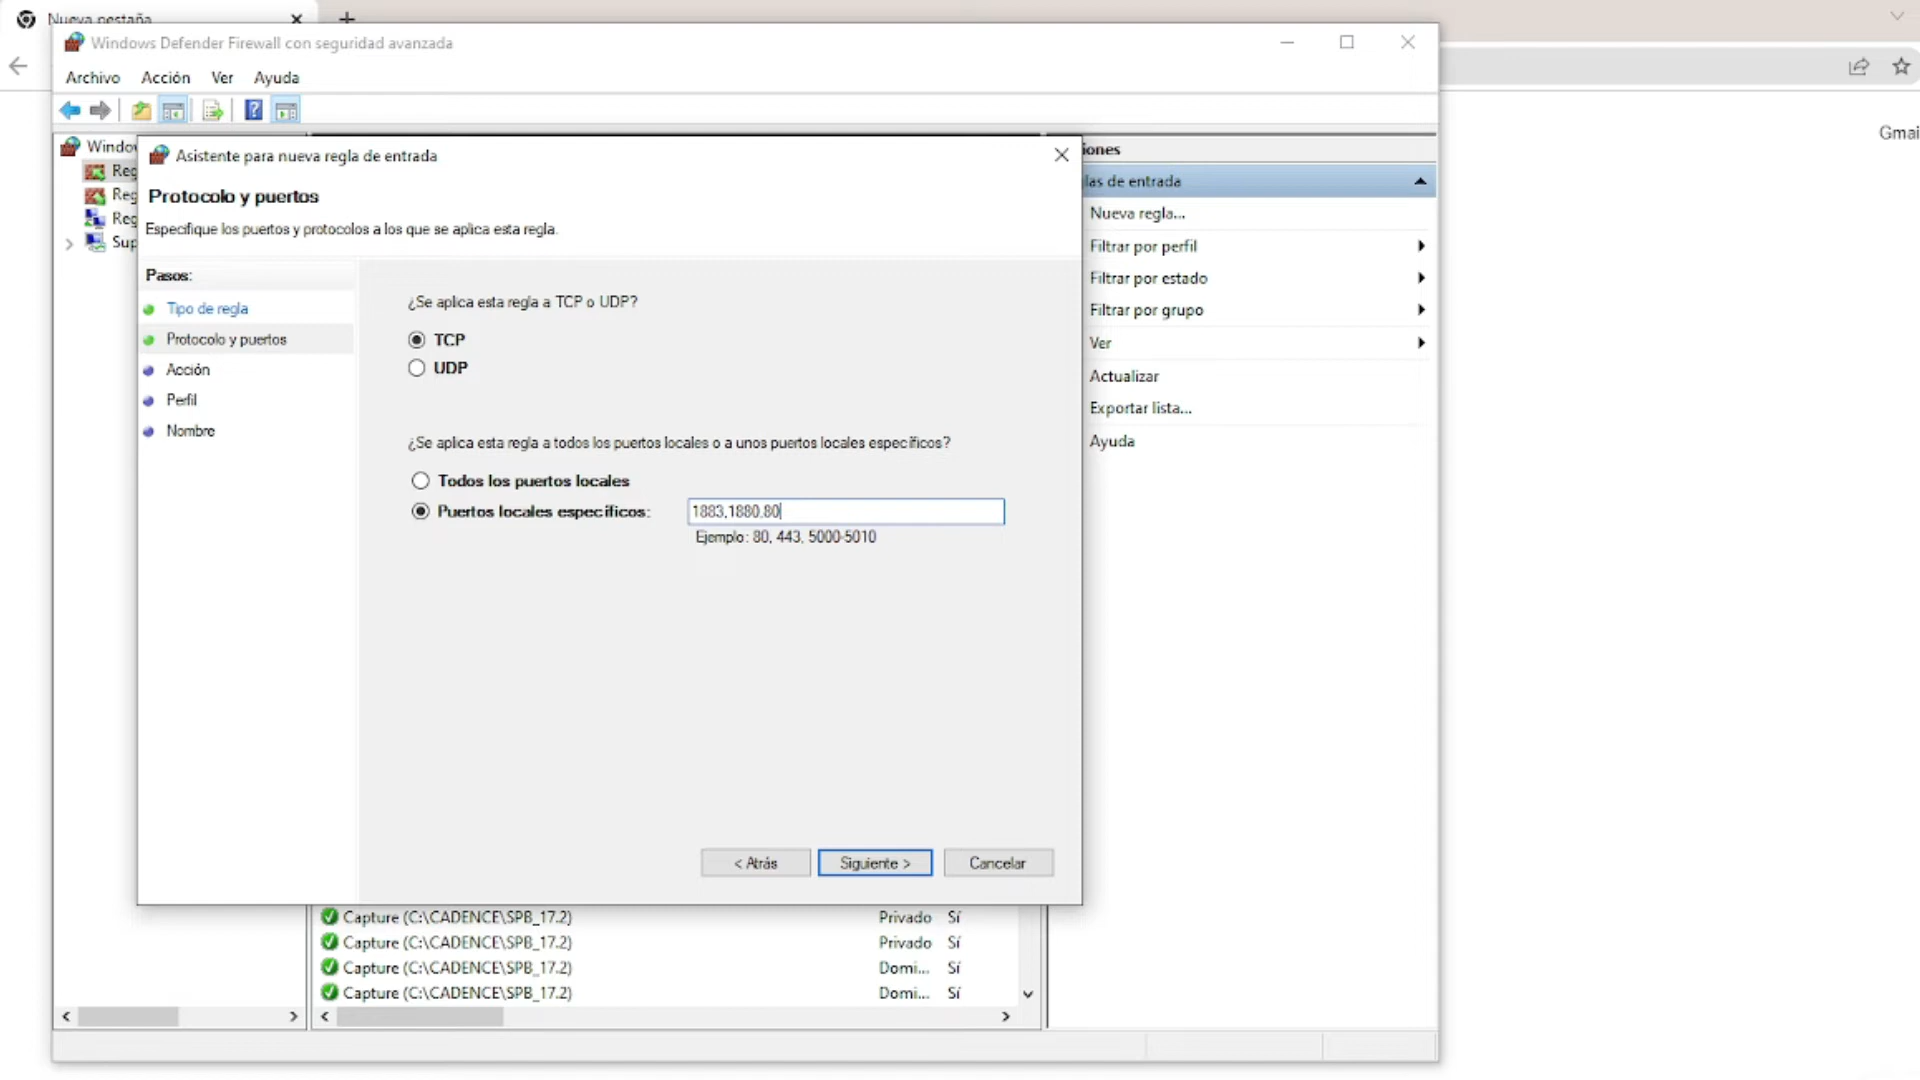 Nueva pestaña
Windows Defender Firewall con seguridad avanzada
Archivo Acción Ver Ayuda
Gmai
Windo
Reg
Reg
Reg
Sup
Asistente para nueva regla de entrada
Protocolo y puertos
Especifique los puertos y protocolos a los que se aplica esta regla.
Pasos:
Tipo de regla
Protocolo y puertos
Acción
Perfil
Nombre
¿Se aplica esta regla a TCP o UDP?
TCP
UDP
¿Se aplica esta regla a todos los puertos locales o a unos puertos locales específicos?
Todos los puertos locales
Puertos locales específicos: 1883,1880,80
Ejemplo: 80, 443, 5000-5010
< Atrás Siguiente > Cancelar
iones
las de entrada
Nueva regla...
Filtrar por perfil
Filtrar por estado
Filtrar por grupo
Ver
Actualizar
Exportar lista...
Ayuda
Capture (C:\CADENCE\SPB_17.2) Privado Sí
Capture (C:\CADENCE\SPB_17.2) Privado Sí
Capture (C:\CADENCE\SPB_17.2) Domi... Sí
Capture (C:\CADENCE\SPB_17.2) Domi... Sí